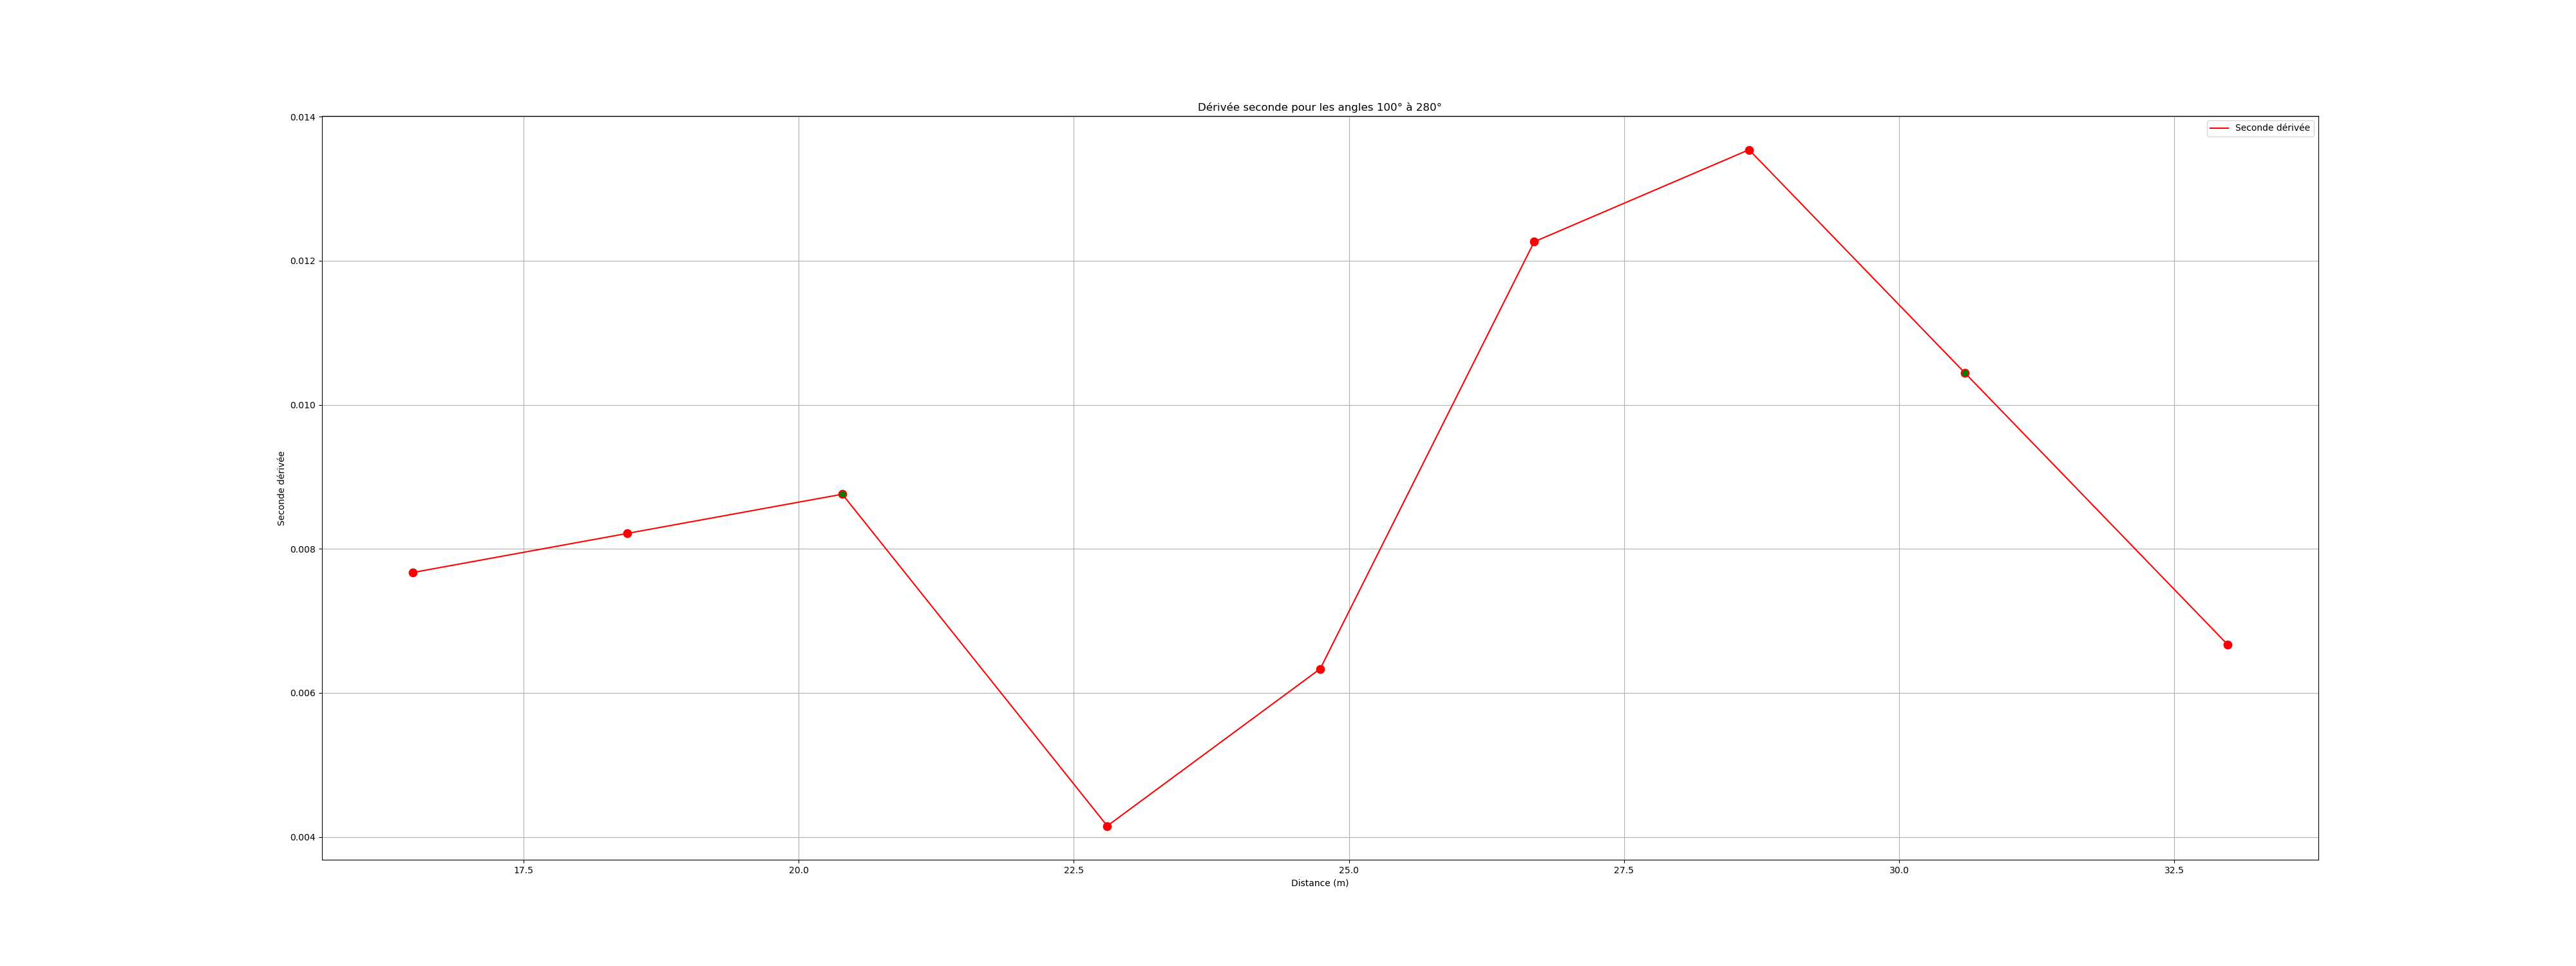 Dérivée seconde pour les angles 100° à 280°
Seconde dérivée
0.014
0.012
0.010
0.008
0.006
0.004
Seconde dérivée
17.5 20.0 22.5 25.0 27.5 30.0 32.5
Distance (m)